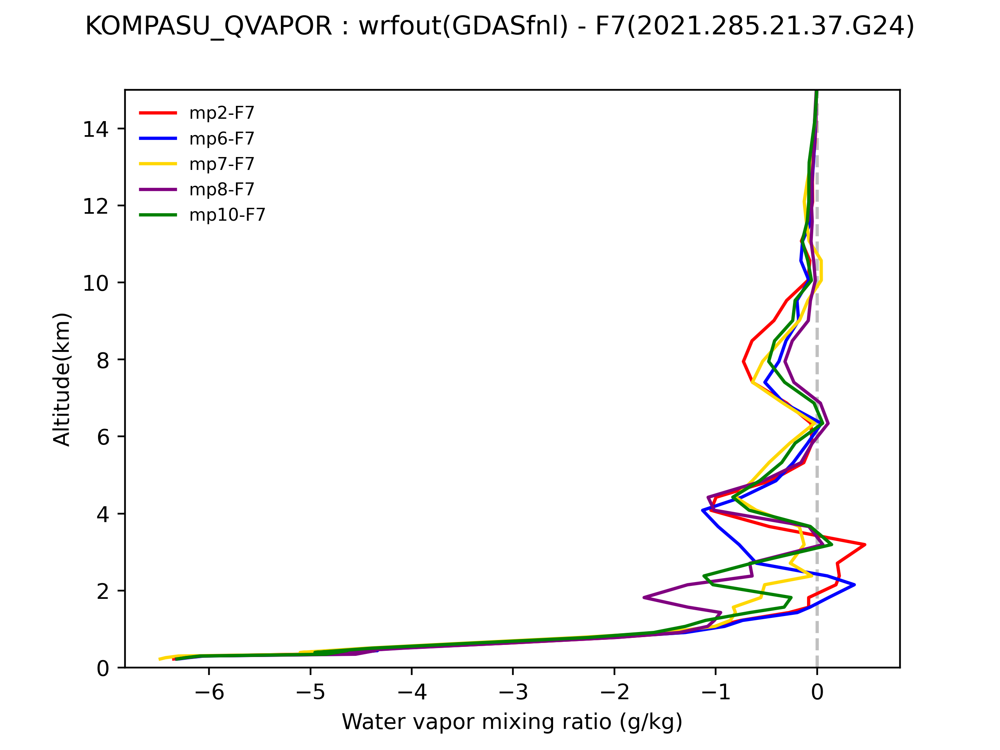 KOMPASU_QVAPOR : wrfout(GDASfnl) - F7(2021.285.21.37.G24)
mp2-F7
mp6-F7
mp7-F7
mp8-F7
mp10-F7
14
12
10
8
6
4
2
0
Altitude(km)
−6 −5 −4 −3 −2 −1 0
Water vapor mixing ratio (g/kg)